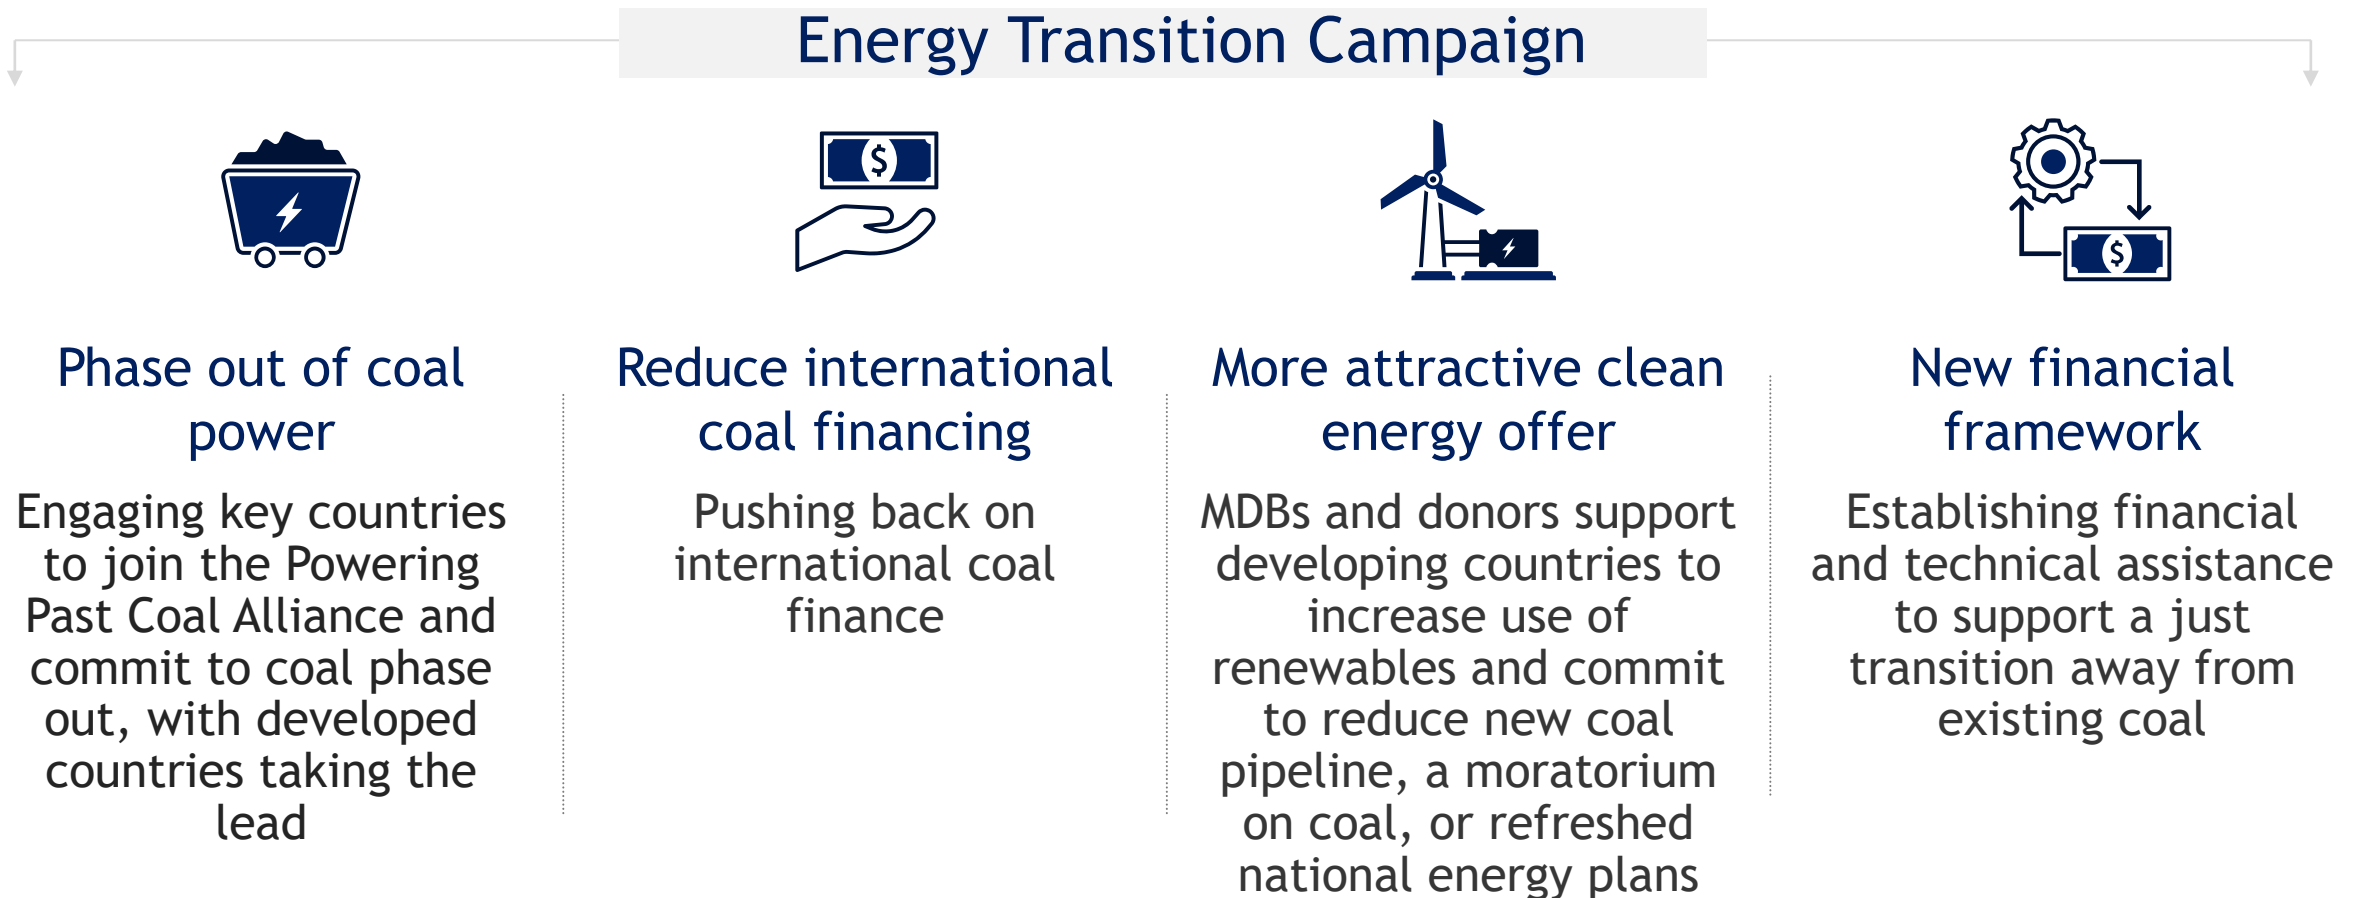 Energy Transition Campaign
$
$
Phase out of coal
power
Engaging key countries
to join the Powering
Past Coal Alliance and
commit to coal phase
out, with developed
countries taking the
lead
Reduce international
coal financing
Pushing back on
international coal
finance
More attractive clean
energy offer
MDBs and donors support
developing countries to
increase use of
renewables and commit
to reduce new coal
pipeline, a moratorium
on coal, or refreshed
national energy plans
New financial
framework
Establishing financial
and technical assistance
to support a just
transition away from
existing coal